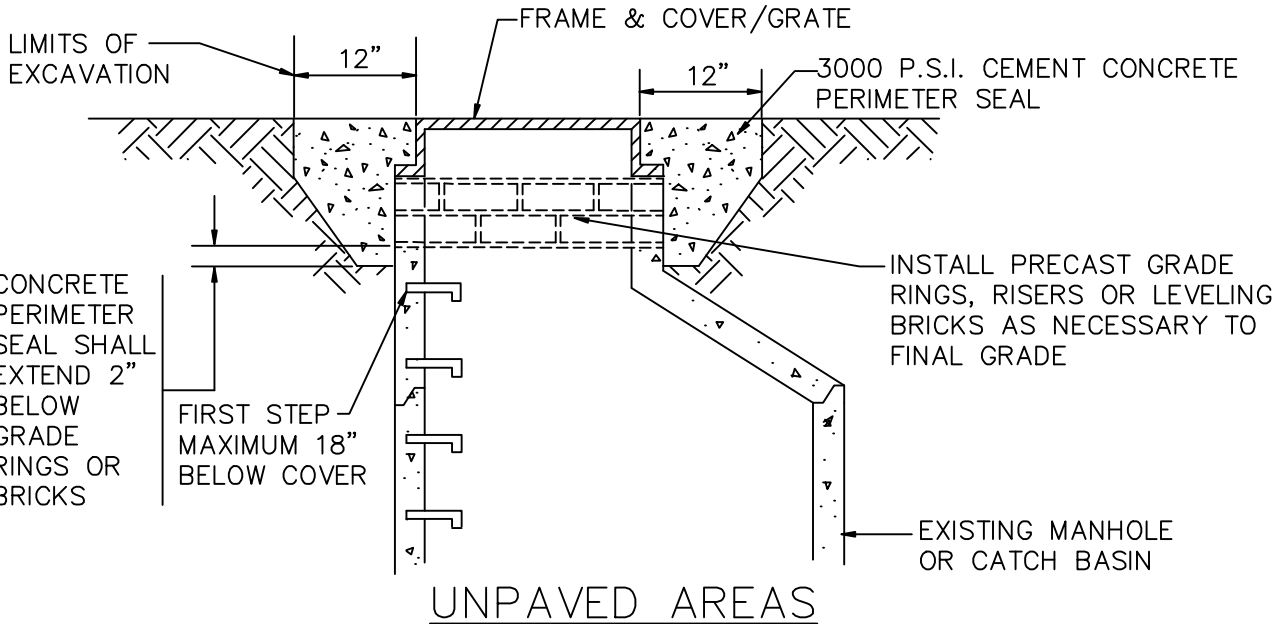 FRAME & COVER/GRATE
LIMITS OF
EXCAVATION
12"
12"
3000 P.S.I. CEMENT CONCRETE
PERIMETER SEAL
CONCRETE
PERIMETER
SEAL SHALL
EXTEND 2"
BELOW
GRADE
RINGS OR
BRICKS
INSTALL PRECAST GRADE
RINGS, RISERS OR LEVELING
BRICKS AS NECESSARY TO
FINAL GRADE
FIRST STEP
MAXIMUM 18"
BELOW COVER
EXISTING MANHOLE
OR CATCH BASIN
UNPAVED AREAS